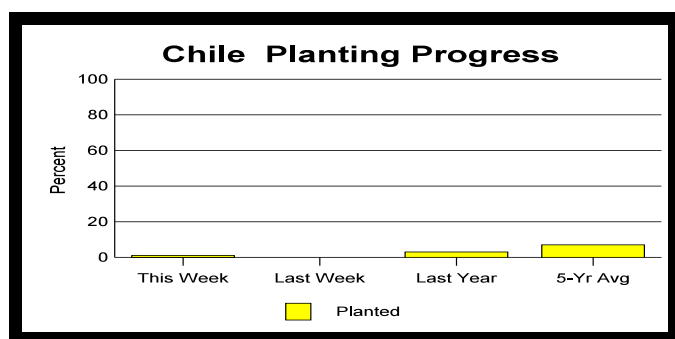 Chile Planting Progress
100
80
60
40
20
0
Percent
This Week Last Week Last Year 5-Yr Avg
Planted